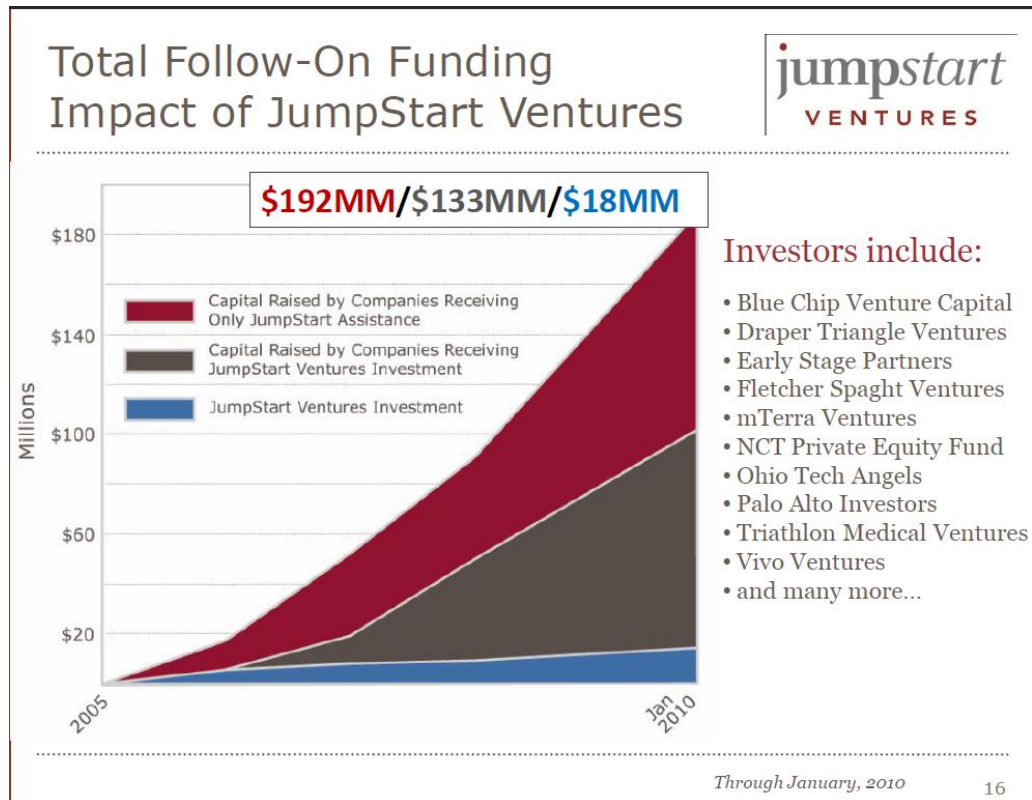 Total Follow-On Funding
Impact of JumpStart Ventures
jumpstart
VENTURES
$192MM/$133MM/$18MM
$180
$140
$100
$60
$20
Millions
Capital Raised by Companies Receiving
Only JumpStart Assistance
Capital Raised by Companies Receiving
JumpStart Ventures Investment
JumpStart Ventures Investment
2005
Jan
2010
Investors include:
• Blue Chip Venture Capital
• Draper Triangle Ventures
• Early Stage Partners
• Fletcher Spaght Ventures
• mTerra Ventures
• NCT Private Equity Fund
• Ohio Tech Angels
• Palo Alto Investors
• Triathlon Medical Ventures
• Vivo Ventures
• and many more...
Through January, 2010
16